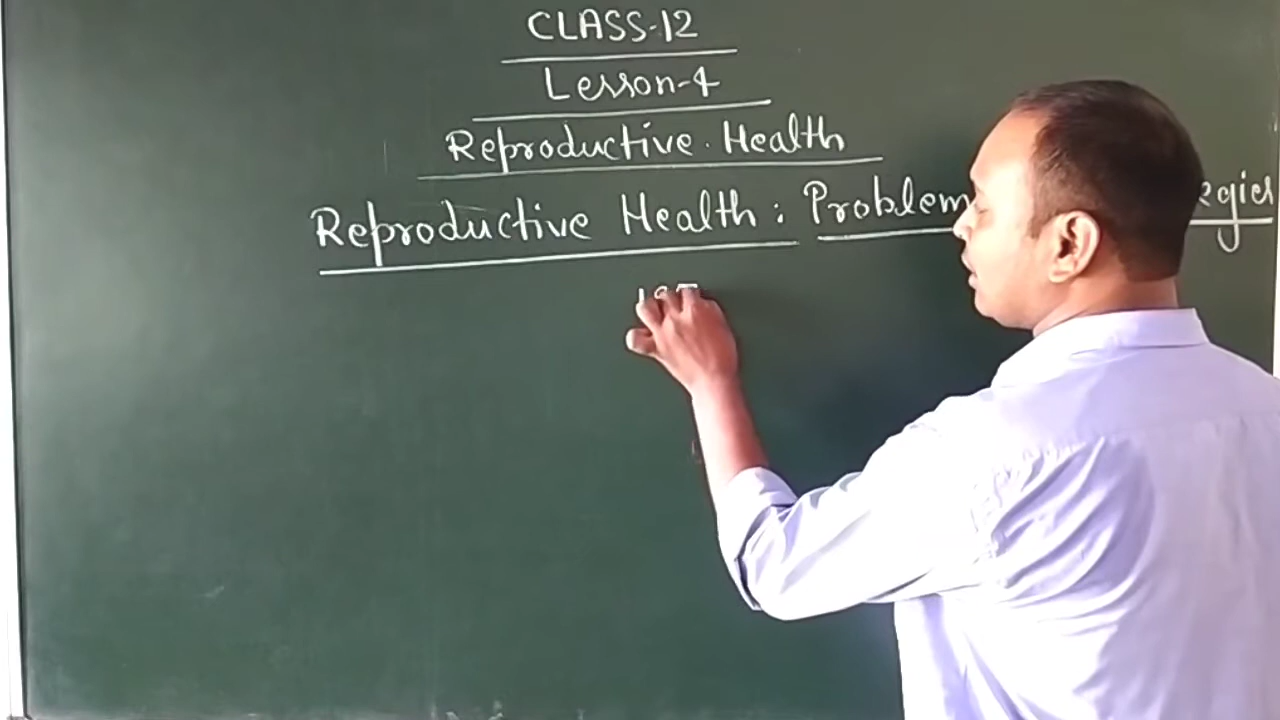 CLASS-12
Lesson-4
Reproductive Health
Reproductive Health : Problem